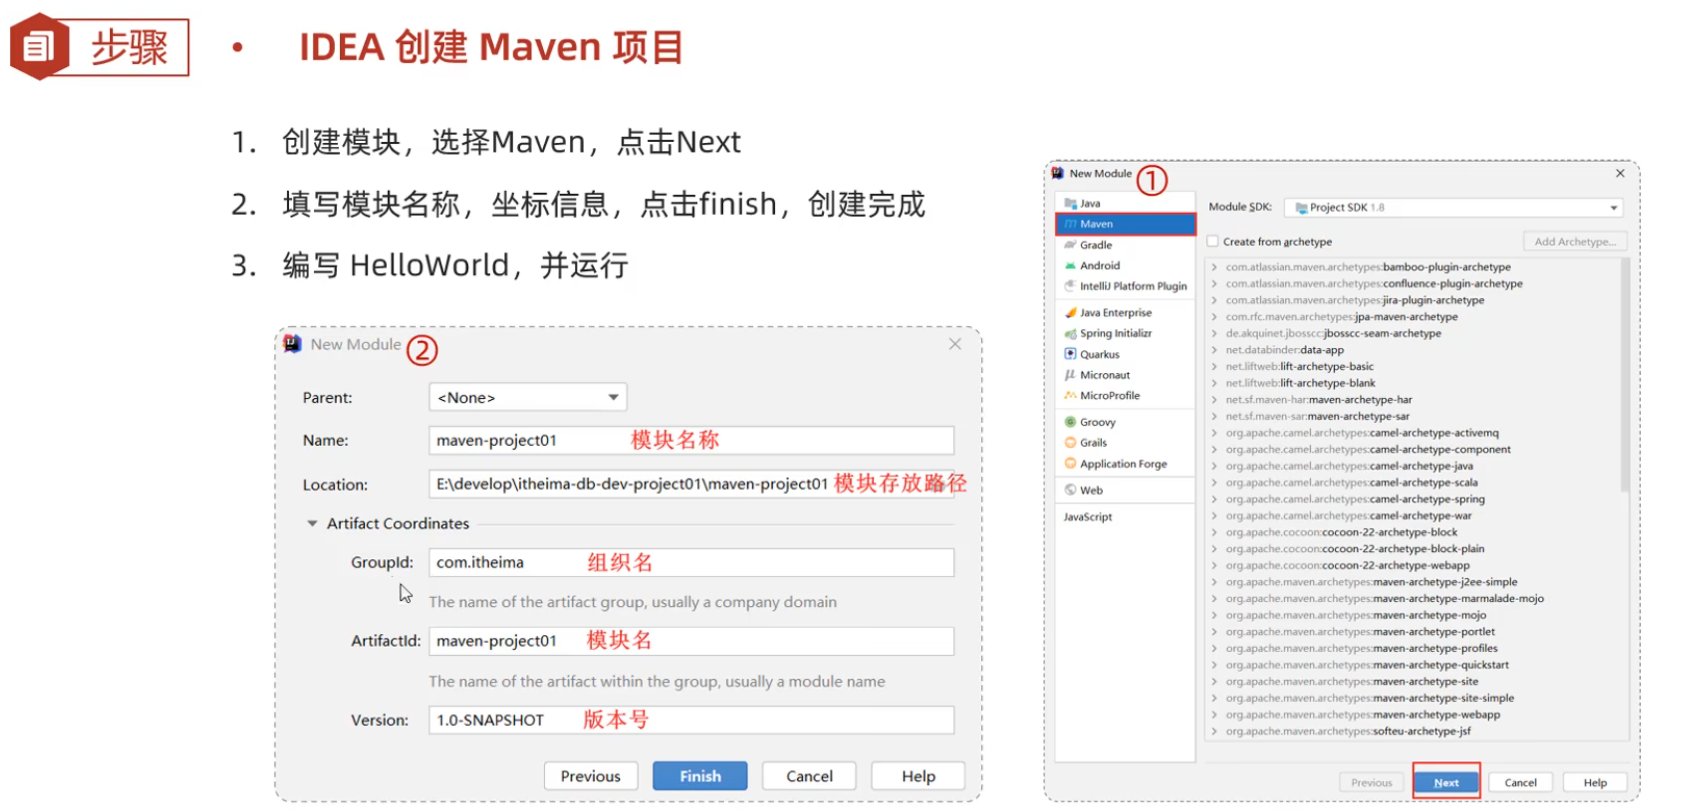 步骤
• IDEA 创建 Maven 项目
1. 创建模块，选择Maven，点击Next
2. 填写模块名称，坐标信息，点击finish，创建完成
3. 编写 HelloWorld，并运行
New Module ②
Parent: <None>
Name: maven-project01 模块名称
Location: E:\develop\itheima-db-dev-project01\maven-project01 模块存放路径
Artifact Coordinates
GroupId: com.itheima 组织名
The name of the artifact group, usually a company domain
ArtifactId: maven-project01 模块名
The name of the artifact within the group, usually a module name
Version: 1.0-SNAPSHOT 版本号
Previous Finish Cancel Help
New Module ①
Java
Maven
Gradle
Android
IntelliJ Platform Plugin
Java Enterprise
Spring Initializr
Quarkus
Micronaut
MicroProfile
Groovy
Grails
Application Forge
Web
JavaScript
Module SDK: Project SDK 1.8
Create from archetype Add Archetype...
com.atlassian.maven.archetypes:bamboo-plugin-archetype
com.atlassian.maven.archetypes:confluence-plugin-archetype
com.atlassian.maven.archetypes:jira-plugin-archetype
com.rfc.maven.archetypes:jpa-maven-archetype
de.akquinet.jbosscc:jbosscc-seam-archetype
net.databinder:data-app
net.liftweb:lift-archetype-basic
net.liftweb:lift-archetype-blank
net.sf.maven-har:maven-archetype-har
net.sf.maven-sar:maven-archetype-sar
org.apache.camel.archetypes:camel-archetype-activemq
org.apache.camel.archetypes:camel-archetype-component
org.apache.camel.archetypes:camel-archetype-java
org.apache.camel.archetypes:camel-archetype-scala
org.apache.camel.archetypes:camel-archetype-spring
org.apache.camel.archetypes:camel-archetype-war
org.apache.cocoon:cocoon-22-archetype-block
org.apache.cocoon:cocoon-22-archetype-block-plain
org.apache.cocoon:cocoon-22-archetype-webapp
org.apache.maven.archetypes:maven-archetype-j2ee-simple
org.apache.maven.archetypes:maven-archetype-marmalade-mojo
org.apache.maven.archetypes:maven-archetype-mojo
org.apache.maven.archetypes:maven-archetype-portlet
org.apache.maven.archetypes:maven-archetype-profiles
org.apache.maven.archetypes:maven-archetype-quickstart
org.apache.maven.archetypes:maven-archetype-site
org.apache.maven.archetypes:maven-archetype-site-simple
org.apache.maven.archetypes:maven-archetype-webapp
org.apache.maven.archetypes:softeu-archetype-jsf
Previous Next Cancel Help